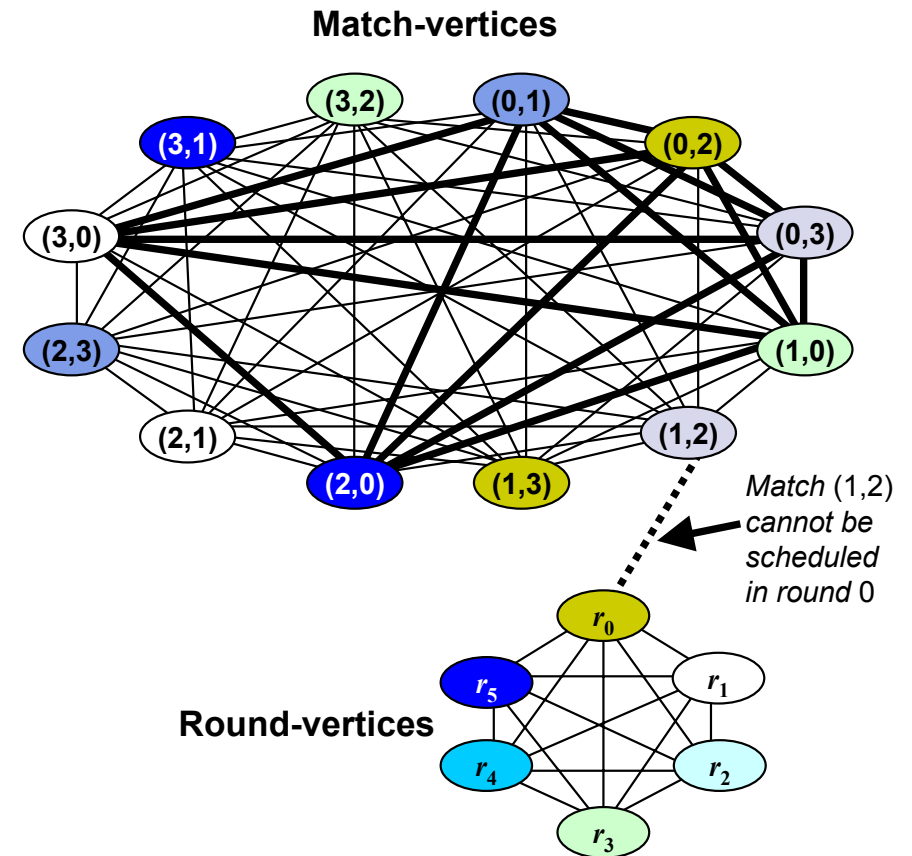 Match-vertices
(3,2)
(0,1)
(3,1)
(0,2)
(3,0)
(0,3)
(2,3)
(1,0)
(2,1)
(1,2)
(2,0)
(1,3)
Match (1,2)
cannot be
scheduled
in round 0
r0
r5
r1
Round-vertices
r4
r2
r3